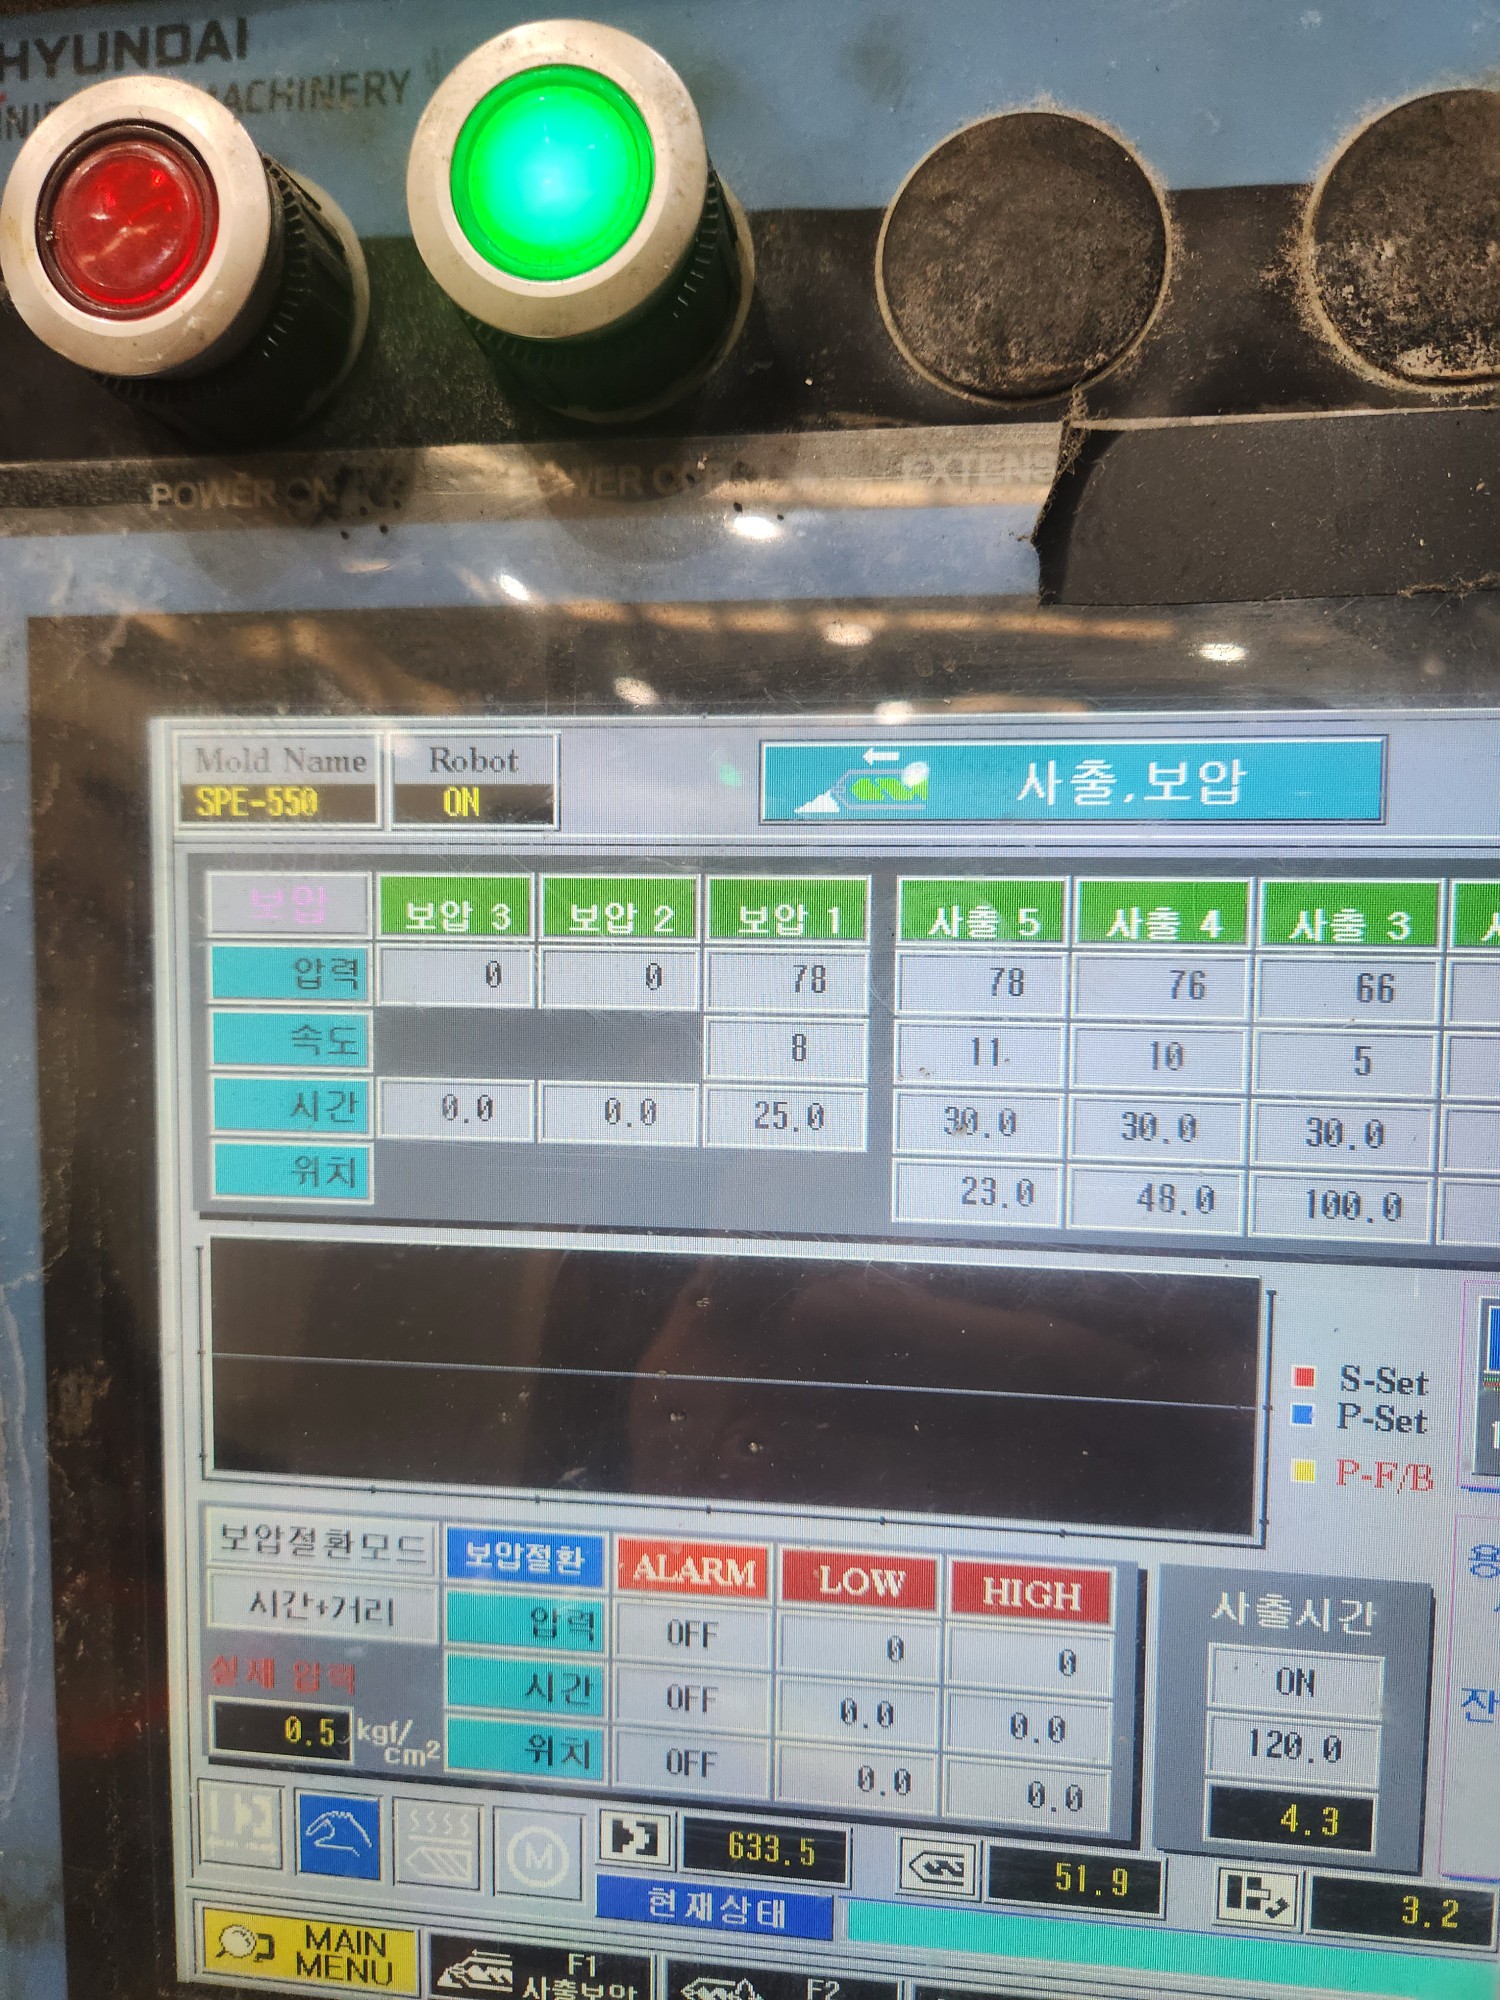 HYUNDAI
MACHINERY
POWER ON
EXTENS
Mold Name Robot
SPE-550 ON
사출,보압
보압 보압 3 보압 2 보압 1 사출 5 사출 4 사출 3
압력 0 0 78 78 76 66
속도 8 11 10 5
시간 0.0 0.0 25.0 30.0 30.0 30.0
위치 23.0 48.0 100.0
S-Set
P-Set
P-F/B
보압절환모드 보압절환 ALARM LOW HIGH 사출시간
시간+거리 압력 OFF 0 0 ON
실제 압력 시간 OFF 0.0 0.0 120.0
0.5 kgf/cm2 위치 OFF 0.0 0.0 4.3
M 633.5 51.9 3.2
현재상태
MAIN MENU F1 사출보압 F2